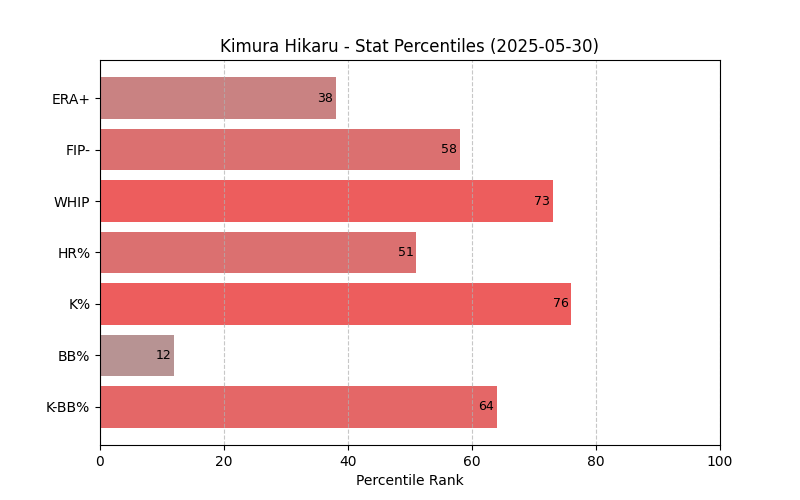 Kimura Hikaru - Stat Percentiles (2025-05-30)
ERA+ 38
FIP- 58
WHIP 73
HR% 51
K% 76
BB% 12
K-BB% 64
0 20 40 60 80 100
Percentile Rank